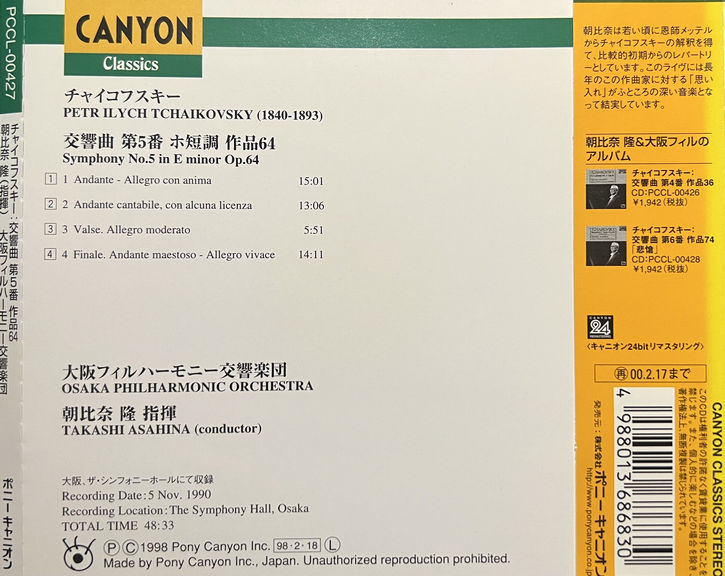 PCCL-00427
チャイコフスキー:交響曲 第5番 作品64
朝比奈 隆(指揮) 大阪フィルハーモニー交響楽団
ポニー キャニオン
CANYON
Classics
チャイコフスキー
PETR ILYCH TCHAIKOVSKY (1840-1893)
交響曲 第5番 ホ短調 作品64
Symphony No.5 in E minor Op.64
1 1 Andante - Allegro con anima 15:01
2 2 Andante cantabile, con alcuna licenza 13:06
3 3 Valse. Allegro moderato 5:51
4 4 Finale. Andante maestoso - Allegro vivace 14:11
大阪フィルハーモニー交響楽団
OSAKA PHILHARMONIC ORCHESTRA
朝比奈 隆 指揮
TAKASHI ASAHINA (conductor)
大阪、ザ・シンフォニーホールにて収録
Recording Date:5 Nov. 1990
Recording Location:The Symphony Hall, Osaka
TOTAL TIME 48:33
Ⓟ Ⓒ 1998 Pony Canyon Inc. 98・2・18 Ⓛ
Made by Pony Canyon Inc., Japan. Unauthorized reproduction prohibited.
朝比奈は若い頃に恩師メッテル
からチャイコフスキーの解釈を得
て、比較的初期からのレパートリ
ーとしています。このライヴには長
年のこの作曲家に対する「思い
入れ」がふところの深い音楽とな
って結実しています。
朝比奈 隆&大阪フィルの
アルバム
チャイコフスキー:
交響曲 第4番 作品36
CD:PCCL-00426
¥1,942(税抜)
チャイコフスキー:
交響曲 第6番 作品74
「悲愴」
CD:PCCL-00428
¥1,942(税抜)
CANYON
24
〈キャニオン24bitリマスタリング〉
再 00.2.17まで
4 988013 686830
発売元:株式会社 ポニー キャニオン
http://www.ponycanyon.co.j
このCDは権利者の許諾なく賃貸業に使用することを
禁じます。また、個人的に楽しむなどの場合を除き、
著作権法上、無断複製は禁じられています。
CANYON CLASSICS STEREO